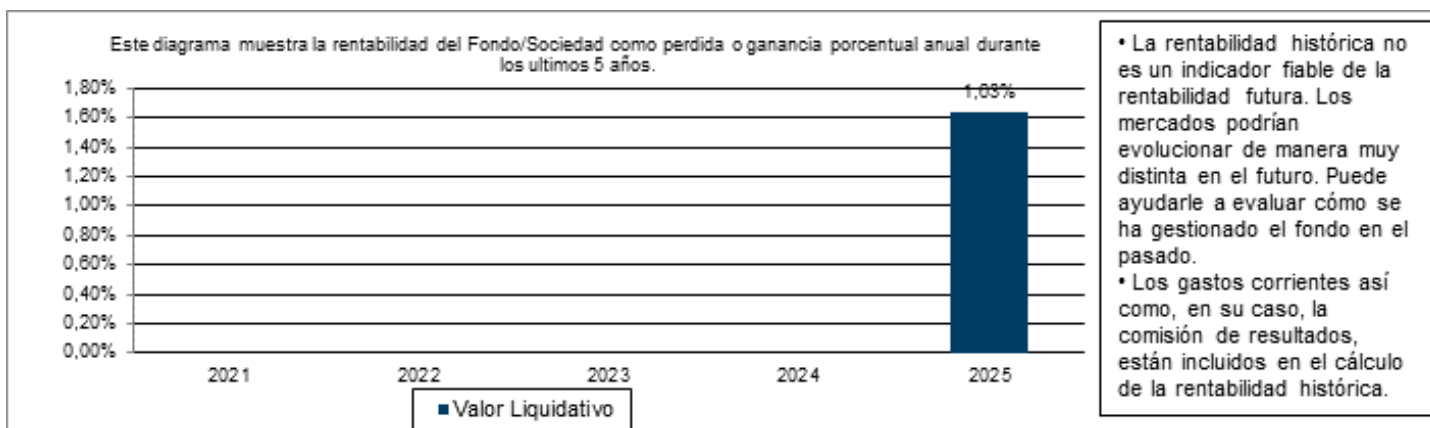 Este diagrama muestra la rentabilidad del Fondo/Sociedad como perdida o ganancia porcentual anual durante
los ultimos 5 años.
1,80%
1,60%
1,40%
1,20%
1,00%
0,80%
0,60%
0,40%
0,20%
0,00%
1,63%
2021
2022
2023
2024
2025
Valor Liquidativo
• La rentabilidad histórica no
es un indicador fiable de la
rentabilidad futura. Los
mercados podrían
evolucionar de manera muy
distinta en el futuro. Puede
ayudarle a evaluar cómo se
ha gestionado el fondo en el
pasado.
• Los gastos corrientes así
como, en su caso, la
comisión de resultados,
están incluidos en el cálculo
de la rentabilidad histórica.